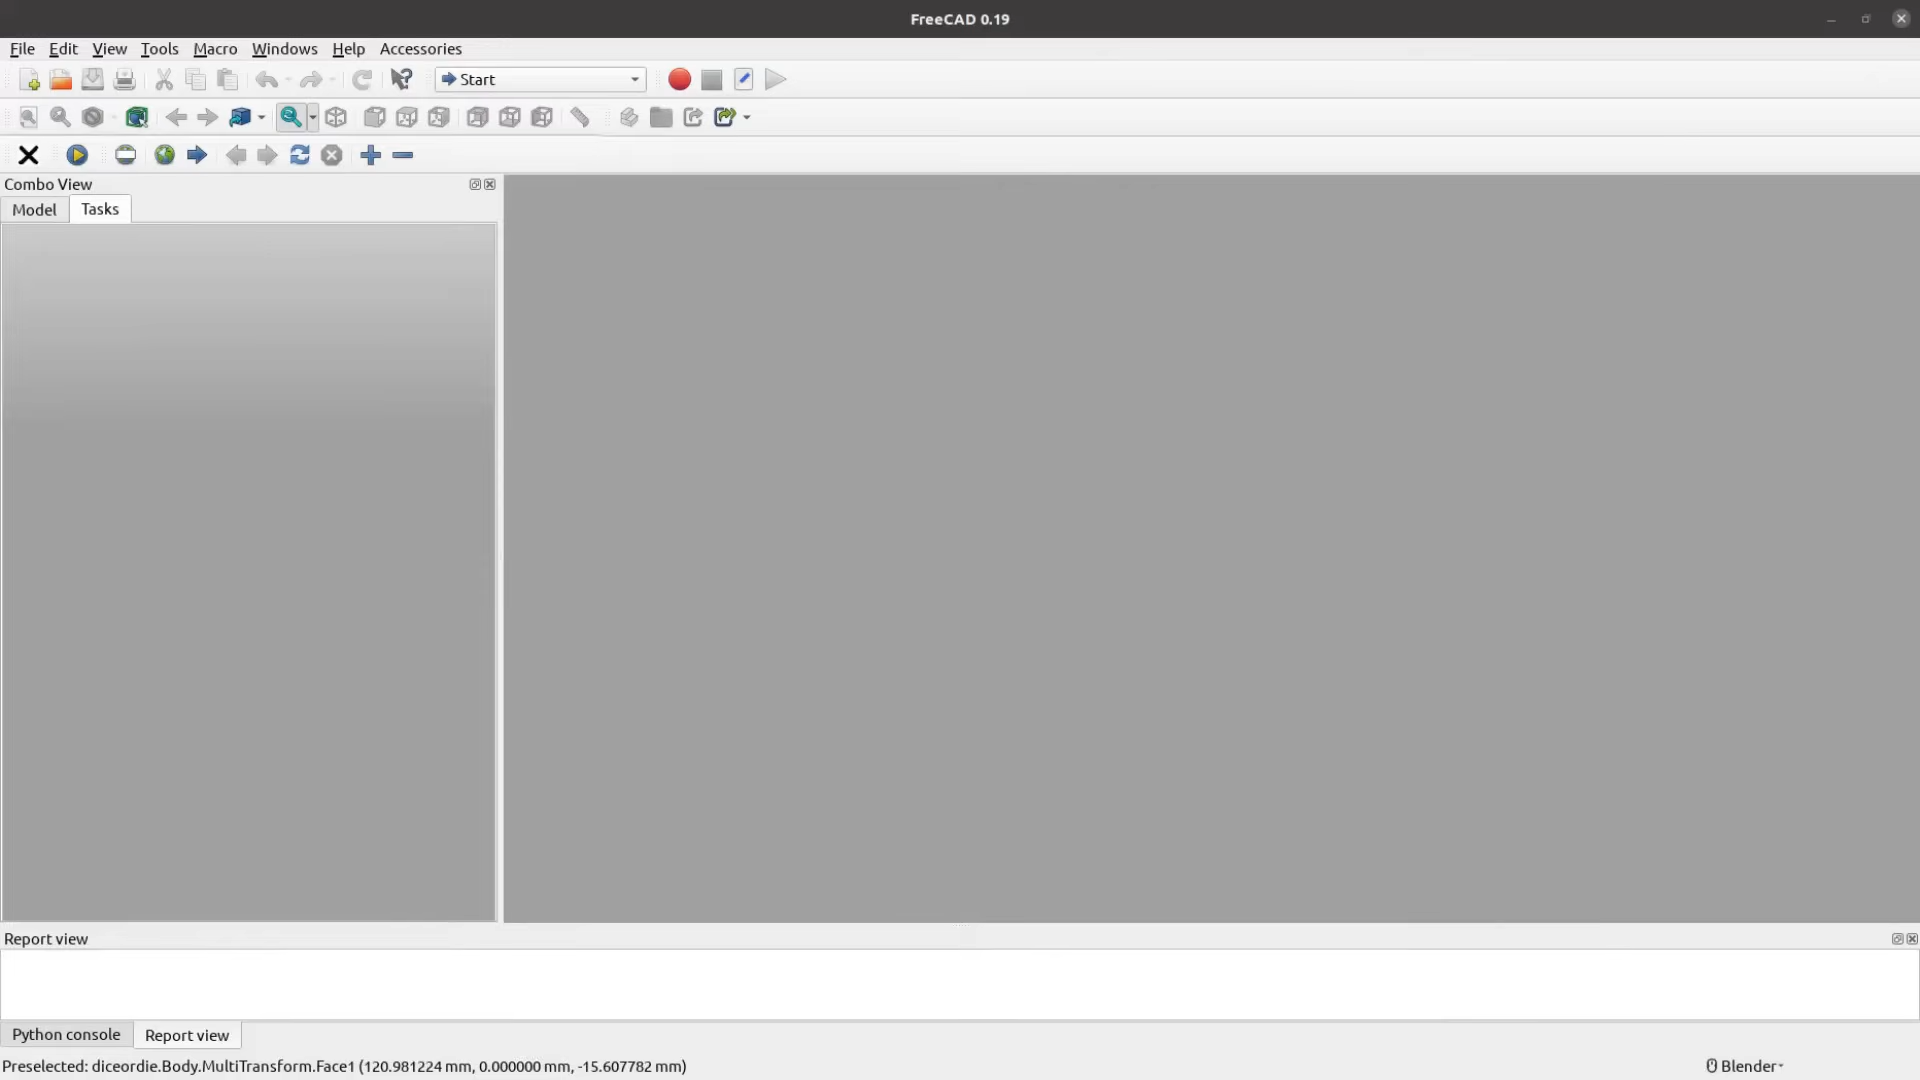 FreeCAD 0.19
File Edit View Tools Macro Windows Help Accessories
Start
Combo View
Model Tasks
Report view
Python console Report view
Preselected: diceordie.Body.MultiTransform.Face1 (120.981224 mm, 0.000000 mm, -15.607782 mm)
Blender